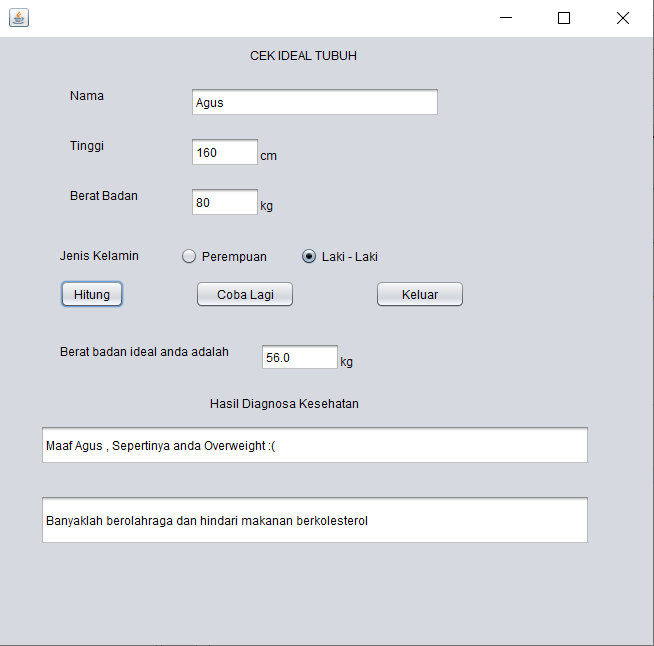 CEK IDEAL TUBUH
Nama
Agus
Tinggi
160
cm
Berat Badan
80
kg
Jenis Kelamin
Perempuan
Laki - Laki
Hitung
Coba Lagi
Keluar
Berat badan ideal anda adalah
56.0
kg
Hasil Diagnosa Kesehatan
Maaf Agus , Sepertinya anda Overweight :(
Banyaklah berolahraga dan hindari makanan berkolesterol